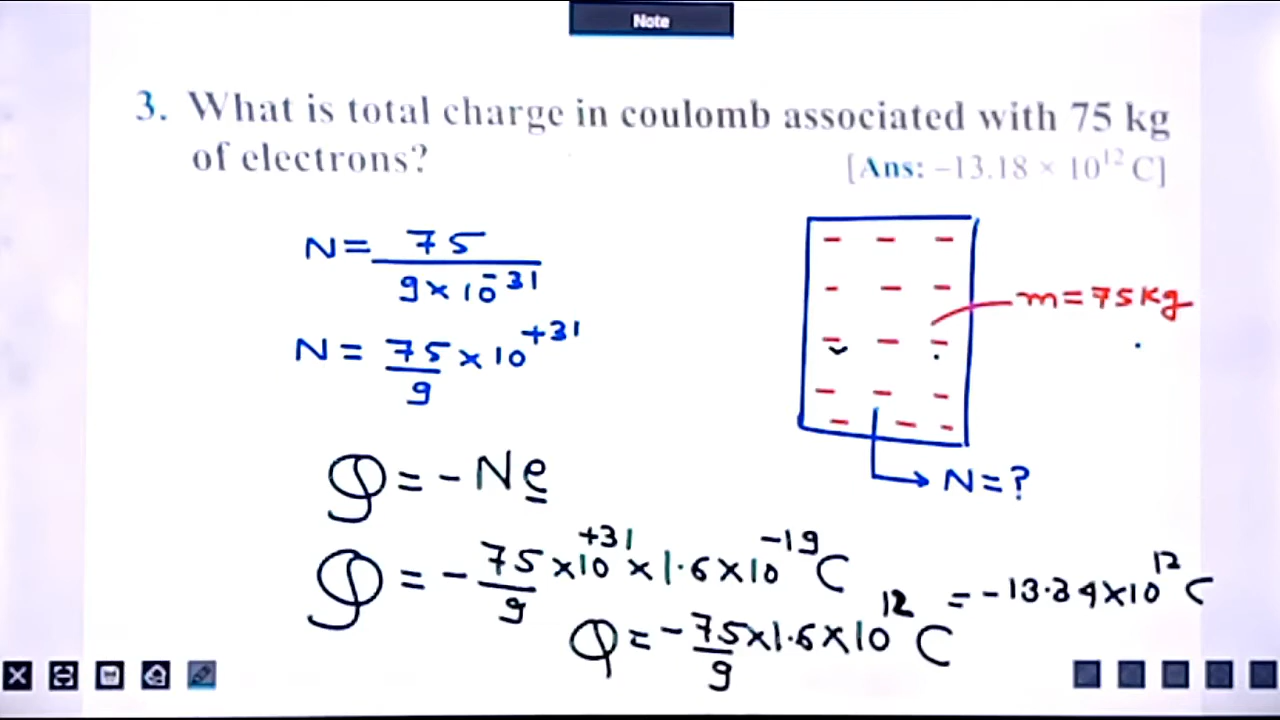 Note
3. What is total charge in coulomb associated with 75 kg
of electrons?
[Ans: –13.18 × 10¹² C]
N = 75 / 9×10⁻³¹
N = 75/9 × 10⁺³¹
m = 75 kg
N = ?
Q = - Ne
Q = - 75/9 × 10⁺³¹ × 1.6 × 10⁻¹⁹ C
Q = - 75/9 × 1.6 × 10¹² C
= - 13.34 × 10¹² C